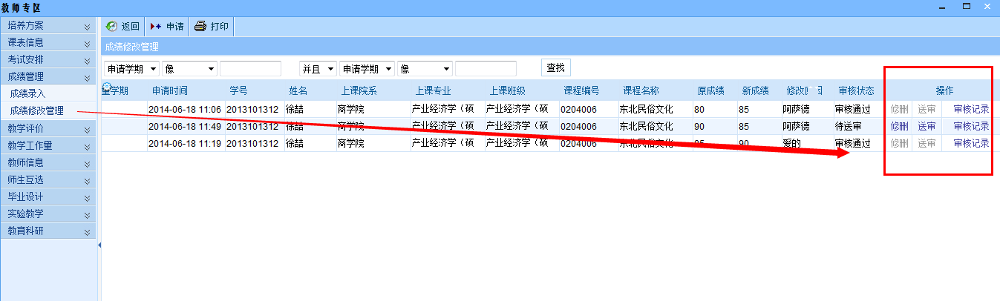 教师专区
返回 申请 打印
成绩修改管理
申请学期 像 并且 申请学期 像 查找
培养方案
课表信息
考试安排
成绩管理
成绩录入
成绩修改管理
教学评价
教学工作量
教师信息
师生互选
毕业设计
实验教学
教育科研
学期 申请时间 学号 姓名 上课院系 上课专业 上课班级 课程编号 课程名称 原成绩 新成绩 修改 审核状态 操作
2014-06-18 11:06 2013101312 徐喆 商学院 产业经济学（硕 产业经济学（硕 0204006 东北民俗文化 80 85 阿萨德 审核通过 修删 送审 审核记录
2014-06-18 11:49 2013101312 徐喆 商学院 产业经济学（硕 产业经济学（硕 0204006 东北民俗文化 90 85 阿萨德 待送审 修删 送审 审核记录
2014-06-18 11:19 2013101312 徐喆 商学院 产业经济学（硕 产业经济学（硕 0204006 东北民俗文化 85 90 爱的 审核通过 修删 送审 审核记录